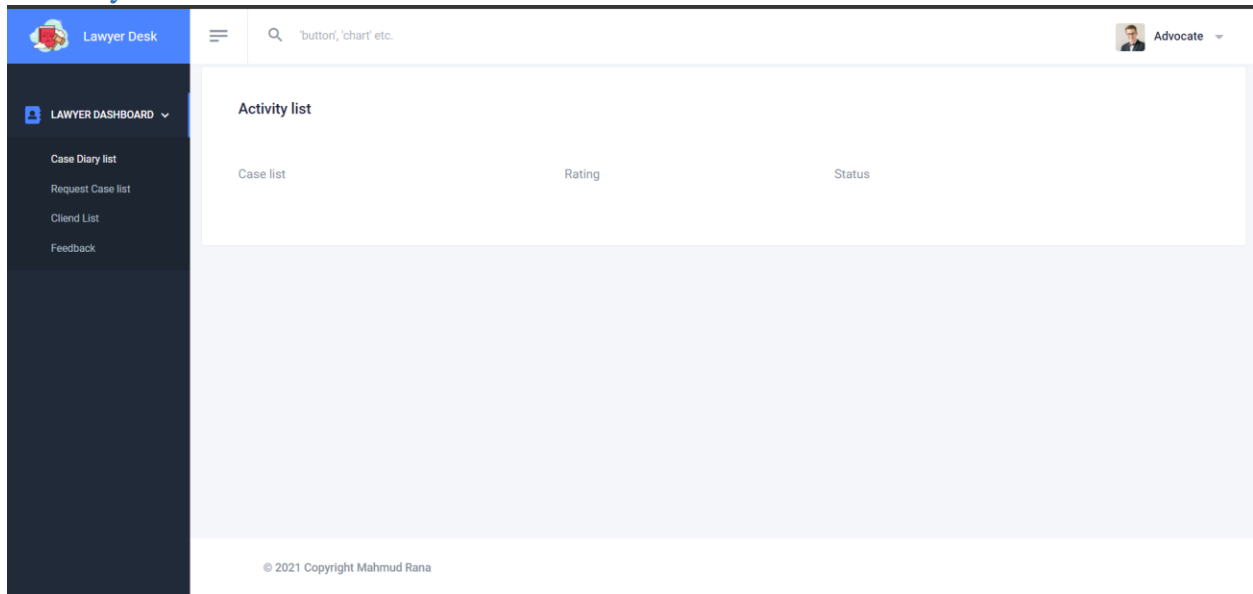 Lawyer Desk
'button', 'chart' etc.
Advocate
LAWYER DASHBOARD
Case Diary list
Request Case list
Cliend List
Feedback
Activity list
Case list Rating Status
© 2021 Copyright Mahmud Rana